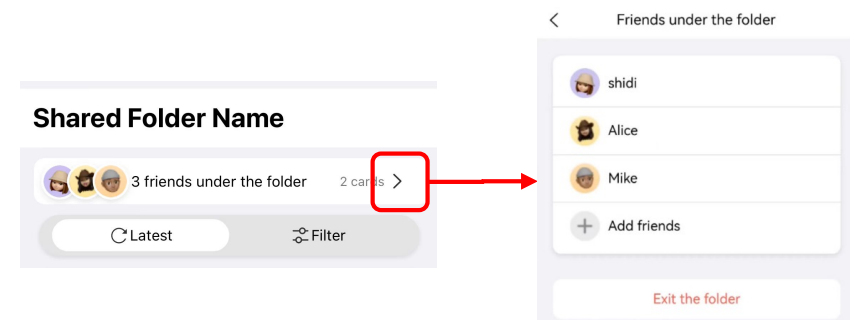 Shared Folder Name
3 friends under the folder
2 cards
Latest
Filter
Friends under the folder
shidi
Alice
Mike
Add friends
Exit the folder